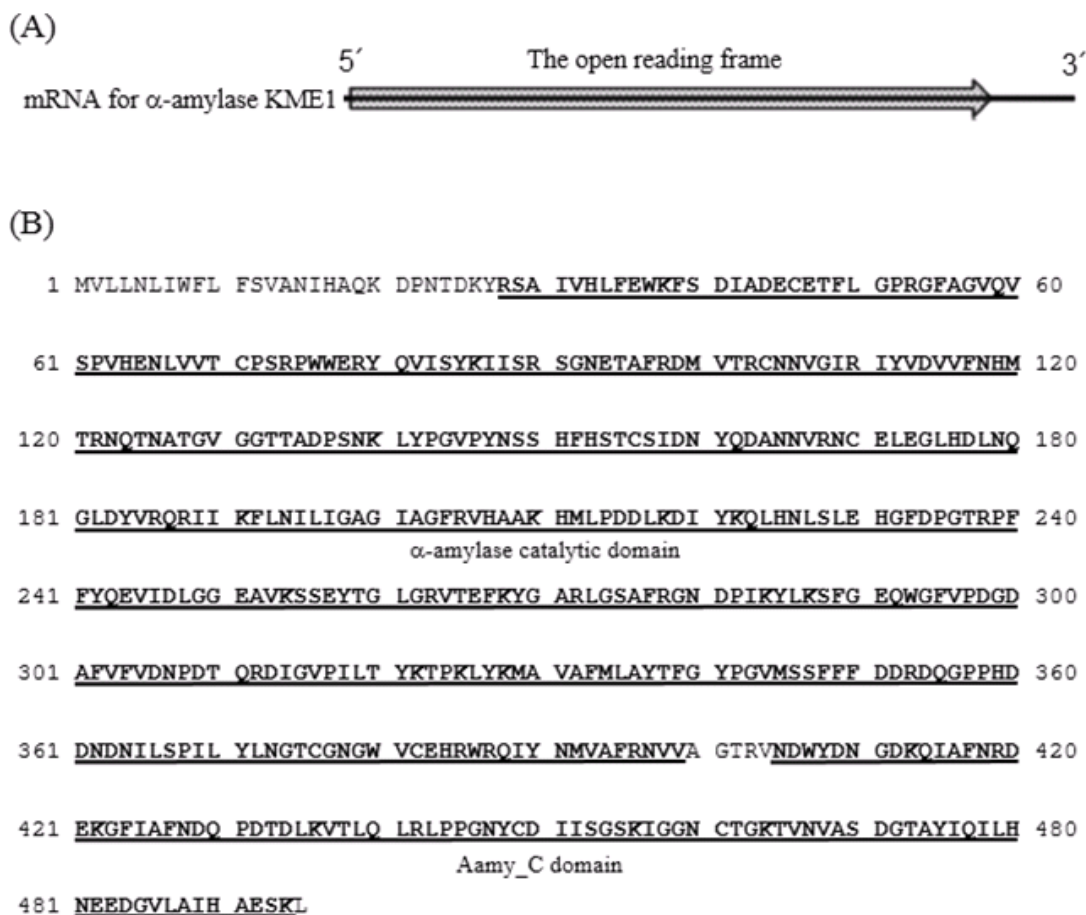 (A)
5´ The open reading frame 3´
mRNA for α-amylase KME1
(B)
1 MVLLNLIWFL FSVANIHAQK DPNTDKYRSA IVHLFEWKFS DIADECETFL GPRGFAGVQV 60
61 SPVHENLVVT CPSRPWWERY QVISYKIISR SGNETAFRDM VTRCNNVGIR IYVDVVFNHM 120
120 TRNQTNATGV GGTTADPSNK LYPGVPYNSS HFHSTCSIDN YQDANNVRNC ELEGLHDLNQ 180
181 GLDYVRQRII KFLNILIGAG IAGFRVHAAK HMLPDDLKDI YKQLHNLSLE HGFDPGTRPF 240
α-amylase catalytic domain
241 FYQEVIDLGG EAVKSSEYTG LGRVTEFKYG ARLGSAFRGN DPIKYLKSFG EQWGFVPDGD 300
301 AFVFVDNPDT QRDIGVPILT YKTPKLYKMA VAFMLAYTFG YPGVMSSFFF DDRDQGPPHD 360
361 DNDNILSPIL YLNGTCGNGW VCEHRWRQIY NMVAFRNVVA GTRVNDWYDN GDKQIAFNRD 420
421 EKGFIAFNDQ PDTDLKVTLQ LRLPPGNYCD IISGSKIGGN CTGKTVNVAS DGTAYIQILH 480
Aamy_C domain
481 NEEDGVLAIH AESKL